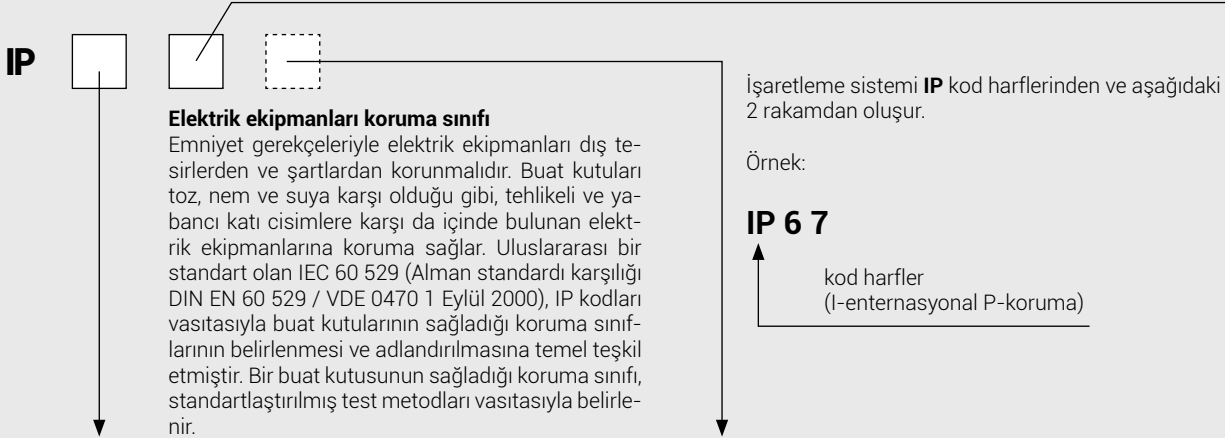 IP
Elektrik ekipmanları koruma sınıfı
Emniyet gerekçeleriyle elektrik ekipmanları dış te-
sirlerden ve şartlardan korunmalıdır. Buat kutuları
toz, nem ve suya karşı olduğu gibi, tehlikeli ve ya-
bancı katı cisimlere karşı da içinde bulunan elekt-
rik ekipmanlarına koruma sağlar. Uluslararası bir
standart olan IEC 60 529 (Alman standardı karşılığı
DIN EN 60 529 / VDE 0470 1 Eylül 2000), IP kodları
vasıtasıyla buat kutularının sağladığı koruma sınıf-
larının belirlenmesi ve adlandırılmasına temel teşkil
etmiştir. Bir buat kutusunun sağladığı koruma sınıfı,
standartlaştırılmış test metodları vasıtasıyla belirle-
nir.
İşaretleme sistemi IP kod harflerinden ve aşağıdaki
2 rakamdan oluşur.
Örnek:
IP 6 7
kod harfler
(I-enternasyonal P-koruma)